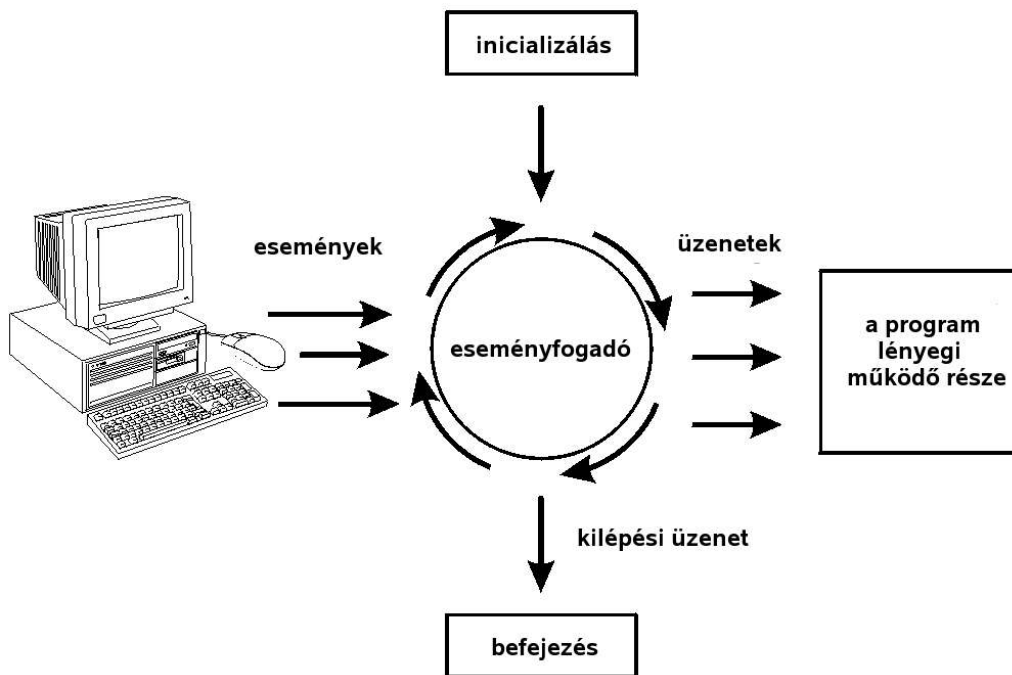 inicializálás
események
üzenetek
eseményfogadó
a program
lényegi
működő része
kilépési üzenet
befejezés